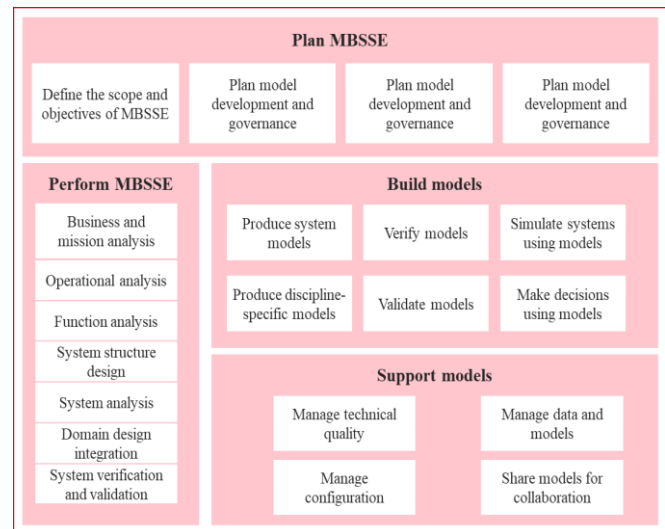 Plan MBSSE
Define the scope and
objectives of MBSSE
Plan model
development and
governance
Plan model
development and
governance
Plan model
development and
governance
Perform MBSSE
Business and
mission analysis
Operational analysis
Function analysis
System structure
design
System analysis
Domain design
integration
System verification
and validation
Build models
Produce system
models
Verify models
Simulate systems
using models
Produce discipline-
specific models
Validate models
Make decisions
using models
Support models
Manage technical
quality
Manage data and
models
Manage
configuration
Share models for
collaboration